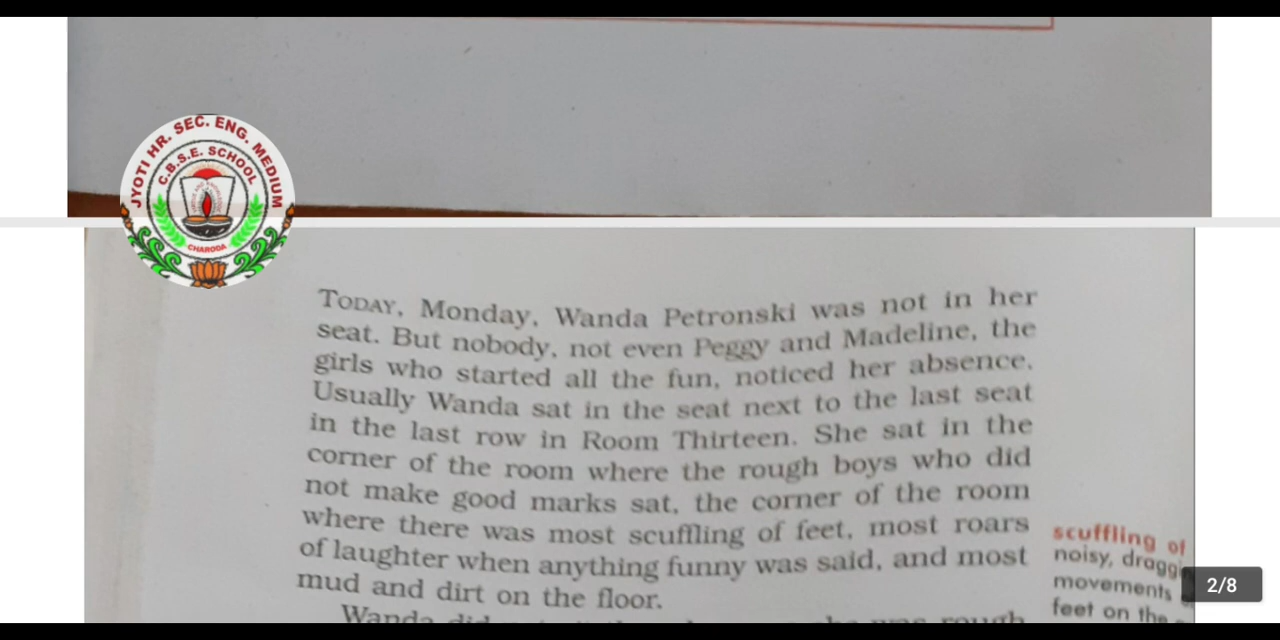 JYOTI HR. SEC. ENG. MEDIUM
C.B.S.E. SCHOOL
CHARODA
TODAY, Monday, Wanda Petronski was not in her
seat. But nobody, not even Peggy and Madeline, the
girls who started all the fun, noticed her absence.
Usually Wanda sat in the seat next to the last seat
in the last row in Room Thirteen. She sat in the
corner of the room where the rough boys who did
not make good marks sat, the corner of the room
where there was most scuffling of feet, most roars
of laughter when anything funny was said, and most
mud and dirt on the floor.
Wanda did rough
scuffling of
noisy,
movements
feet on the
2/8